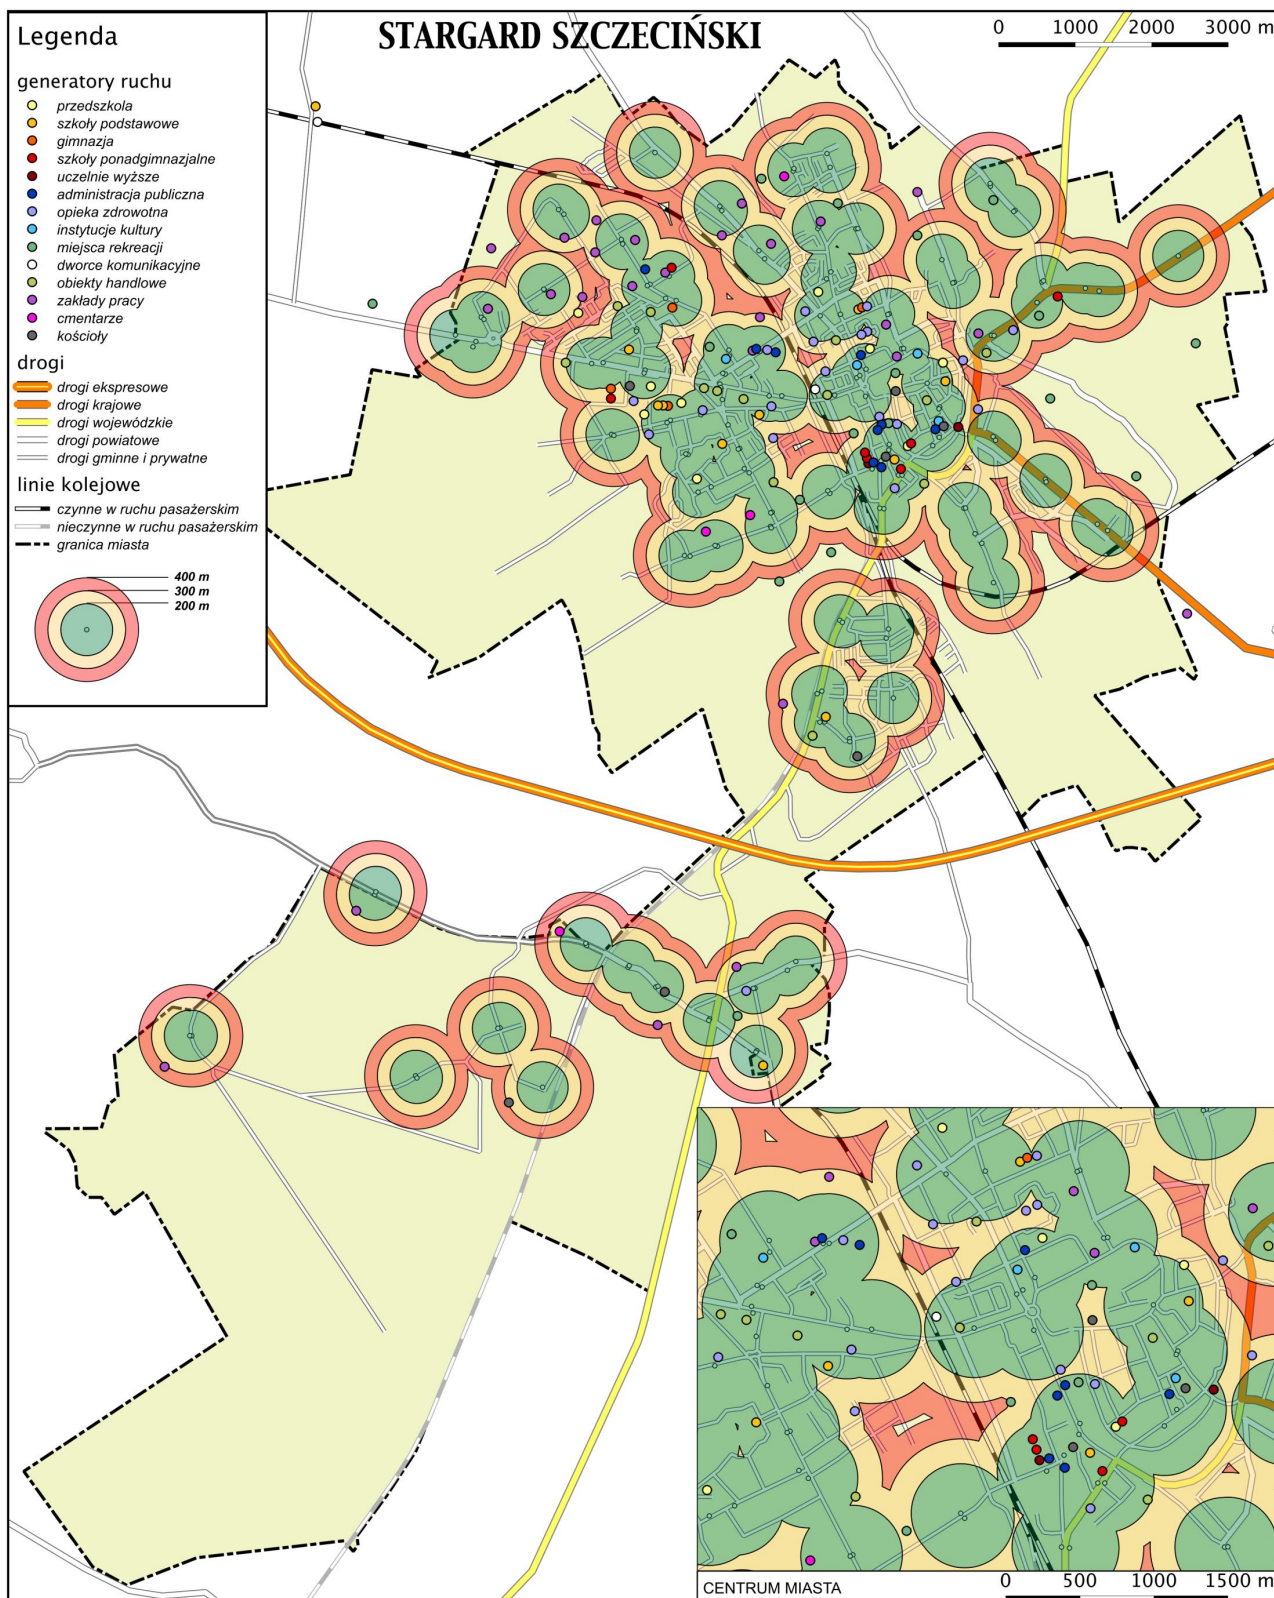 STARGARD SZCZECIŃSKI
0 1000 2000 3000 m
Legenda
generatory ruchu
przedszkola
szkoły podstawowe
gimnazja
szkoły ponadgimnazjalne
uczelnie wyższe
administracja publiczna
opieka zdrowotna
instytucje kultury
miejsca rekreacji
dworce komunikacyjne
obiekty handlowe
zakłady pracy
cmentarze
kościoły
drogi
drogi ekspresowe
drogi krajowe
drogi wojewódzkie
drogi powiatowe
drogi gminne i prywatne
linie kolejowe
czynne w ruchu pasażerskim
nieczynne w ruchu pasażerskim
granica miasta
400 m
300 m
200 m
CENTRUM MIASTA
0 500 1000 1500 m